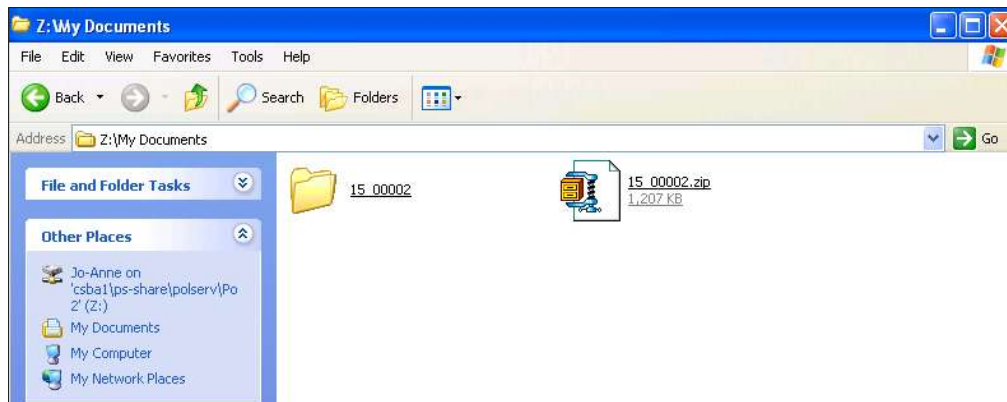 Z:\My Documents
File Edit View Favorites Tools Help
Back Search Folders
Address Z:\My Documents Go
File and Folder Tasks
15_00002
15_00002.zip
1,207 KB
Other Places
Jo-Anne on
'csba1\ps-share\polserv\Po
2' (Z:)
My Documents
My Computer
My Network Places